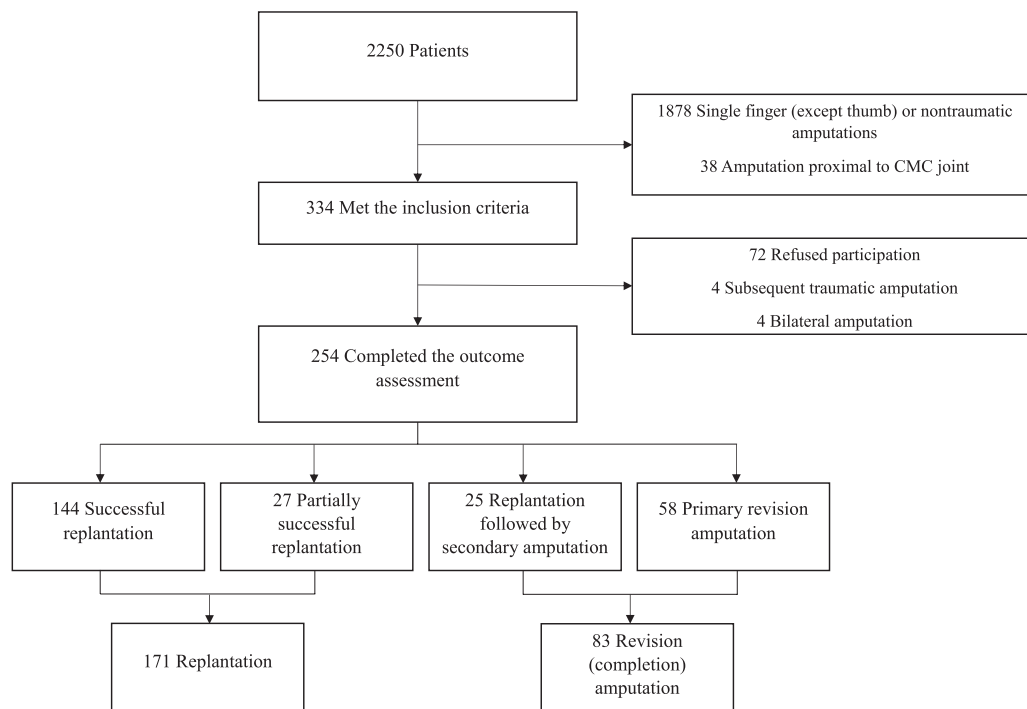 2250 Patients
1878 Single finger (except thumb) or nontraumatic
amputations
38 Amputation proximal to CMC joint
334 Met the inclusion criteria
72 Refused participation
4 Subsequent traumatic amputation
4 Bilateral amputation
254 Completed the outcome
assessment
144 Successful
replantation
27 Partially
successful
replantation
25 Replantation
followed by
secondary amputation
58 Primary revision
amputation
171 Replantation
83 Revision
(completion)
amputation